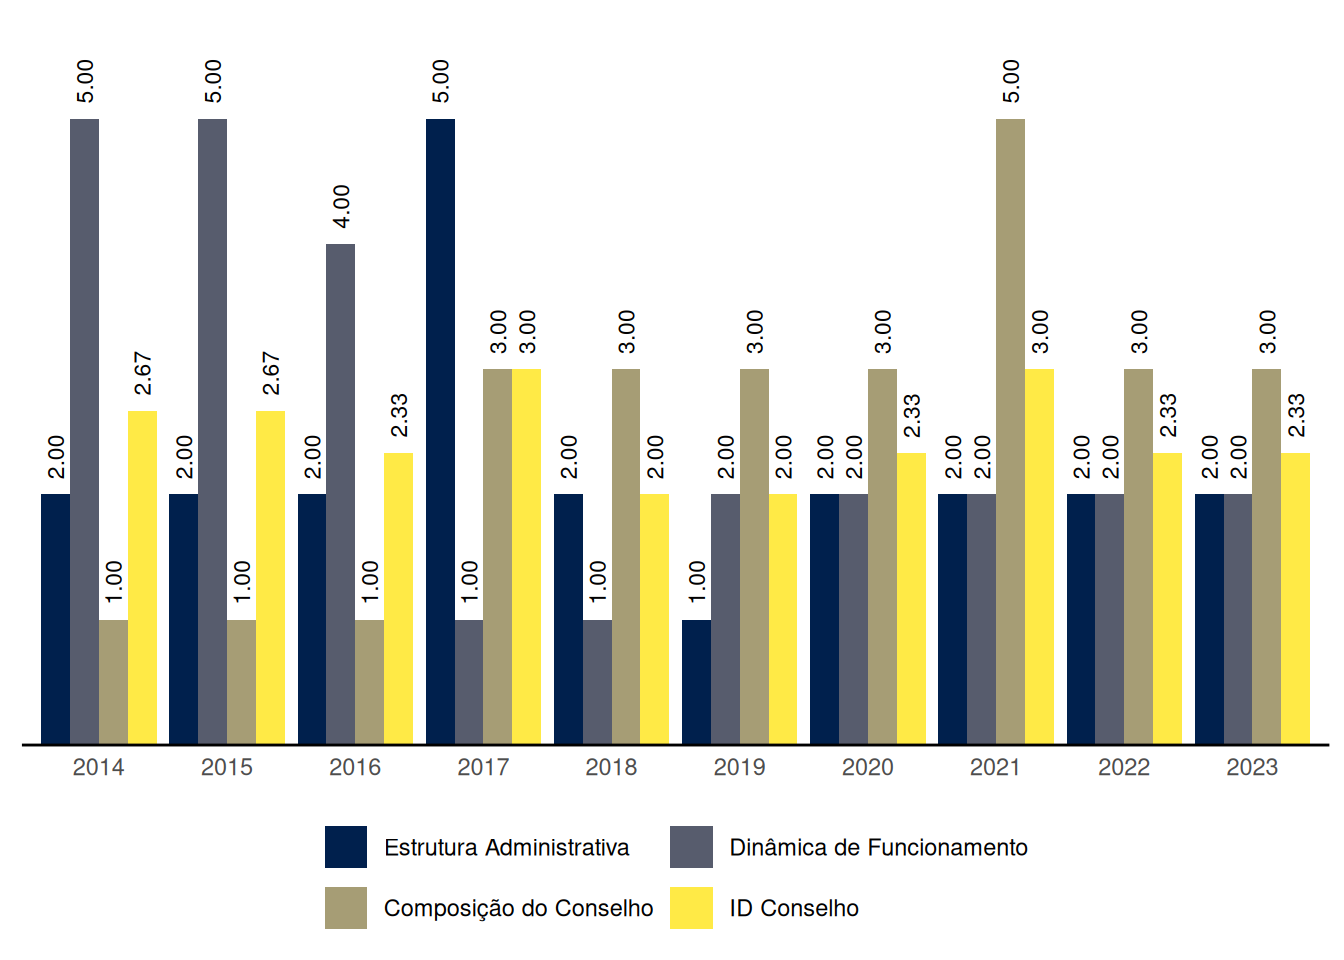 5.00 5.00 5.00 5.00
4.00
3.00 3.00 3.00 3.00 3.00 3.00 3.00 3.00
2.67 2.67
2.33 2.33 2.33 2.33
2.00 2.00 2.00 2.00 2.00 2.00 2.00 2.00 2.00 2.00 2.00 2.00 2.00 2.00 2.00
1.00 1.00 1.00 1.00 1.00 1.00
2014 2015 2016 2017 2018 2019 2020 2021 2022 2023
Estrutura Administrativa Dinâmica de Funcionamento
Composição do Conselho ID Conselho